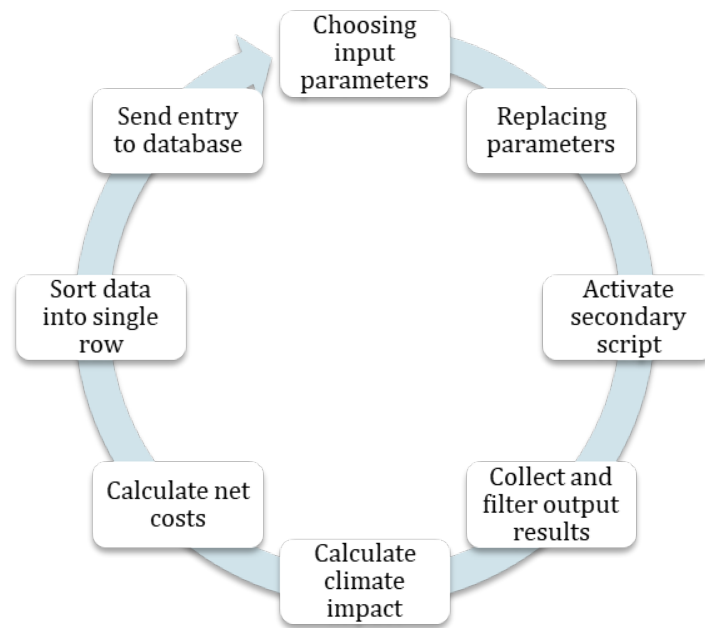 Choosing
input
parameters
Replacing
parameters
Activate
secondary
script
Collect and
filter output
results
Calculate
climate
impact
Calculate net
costs
Sort data
into single
row
Send entry
to database